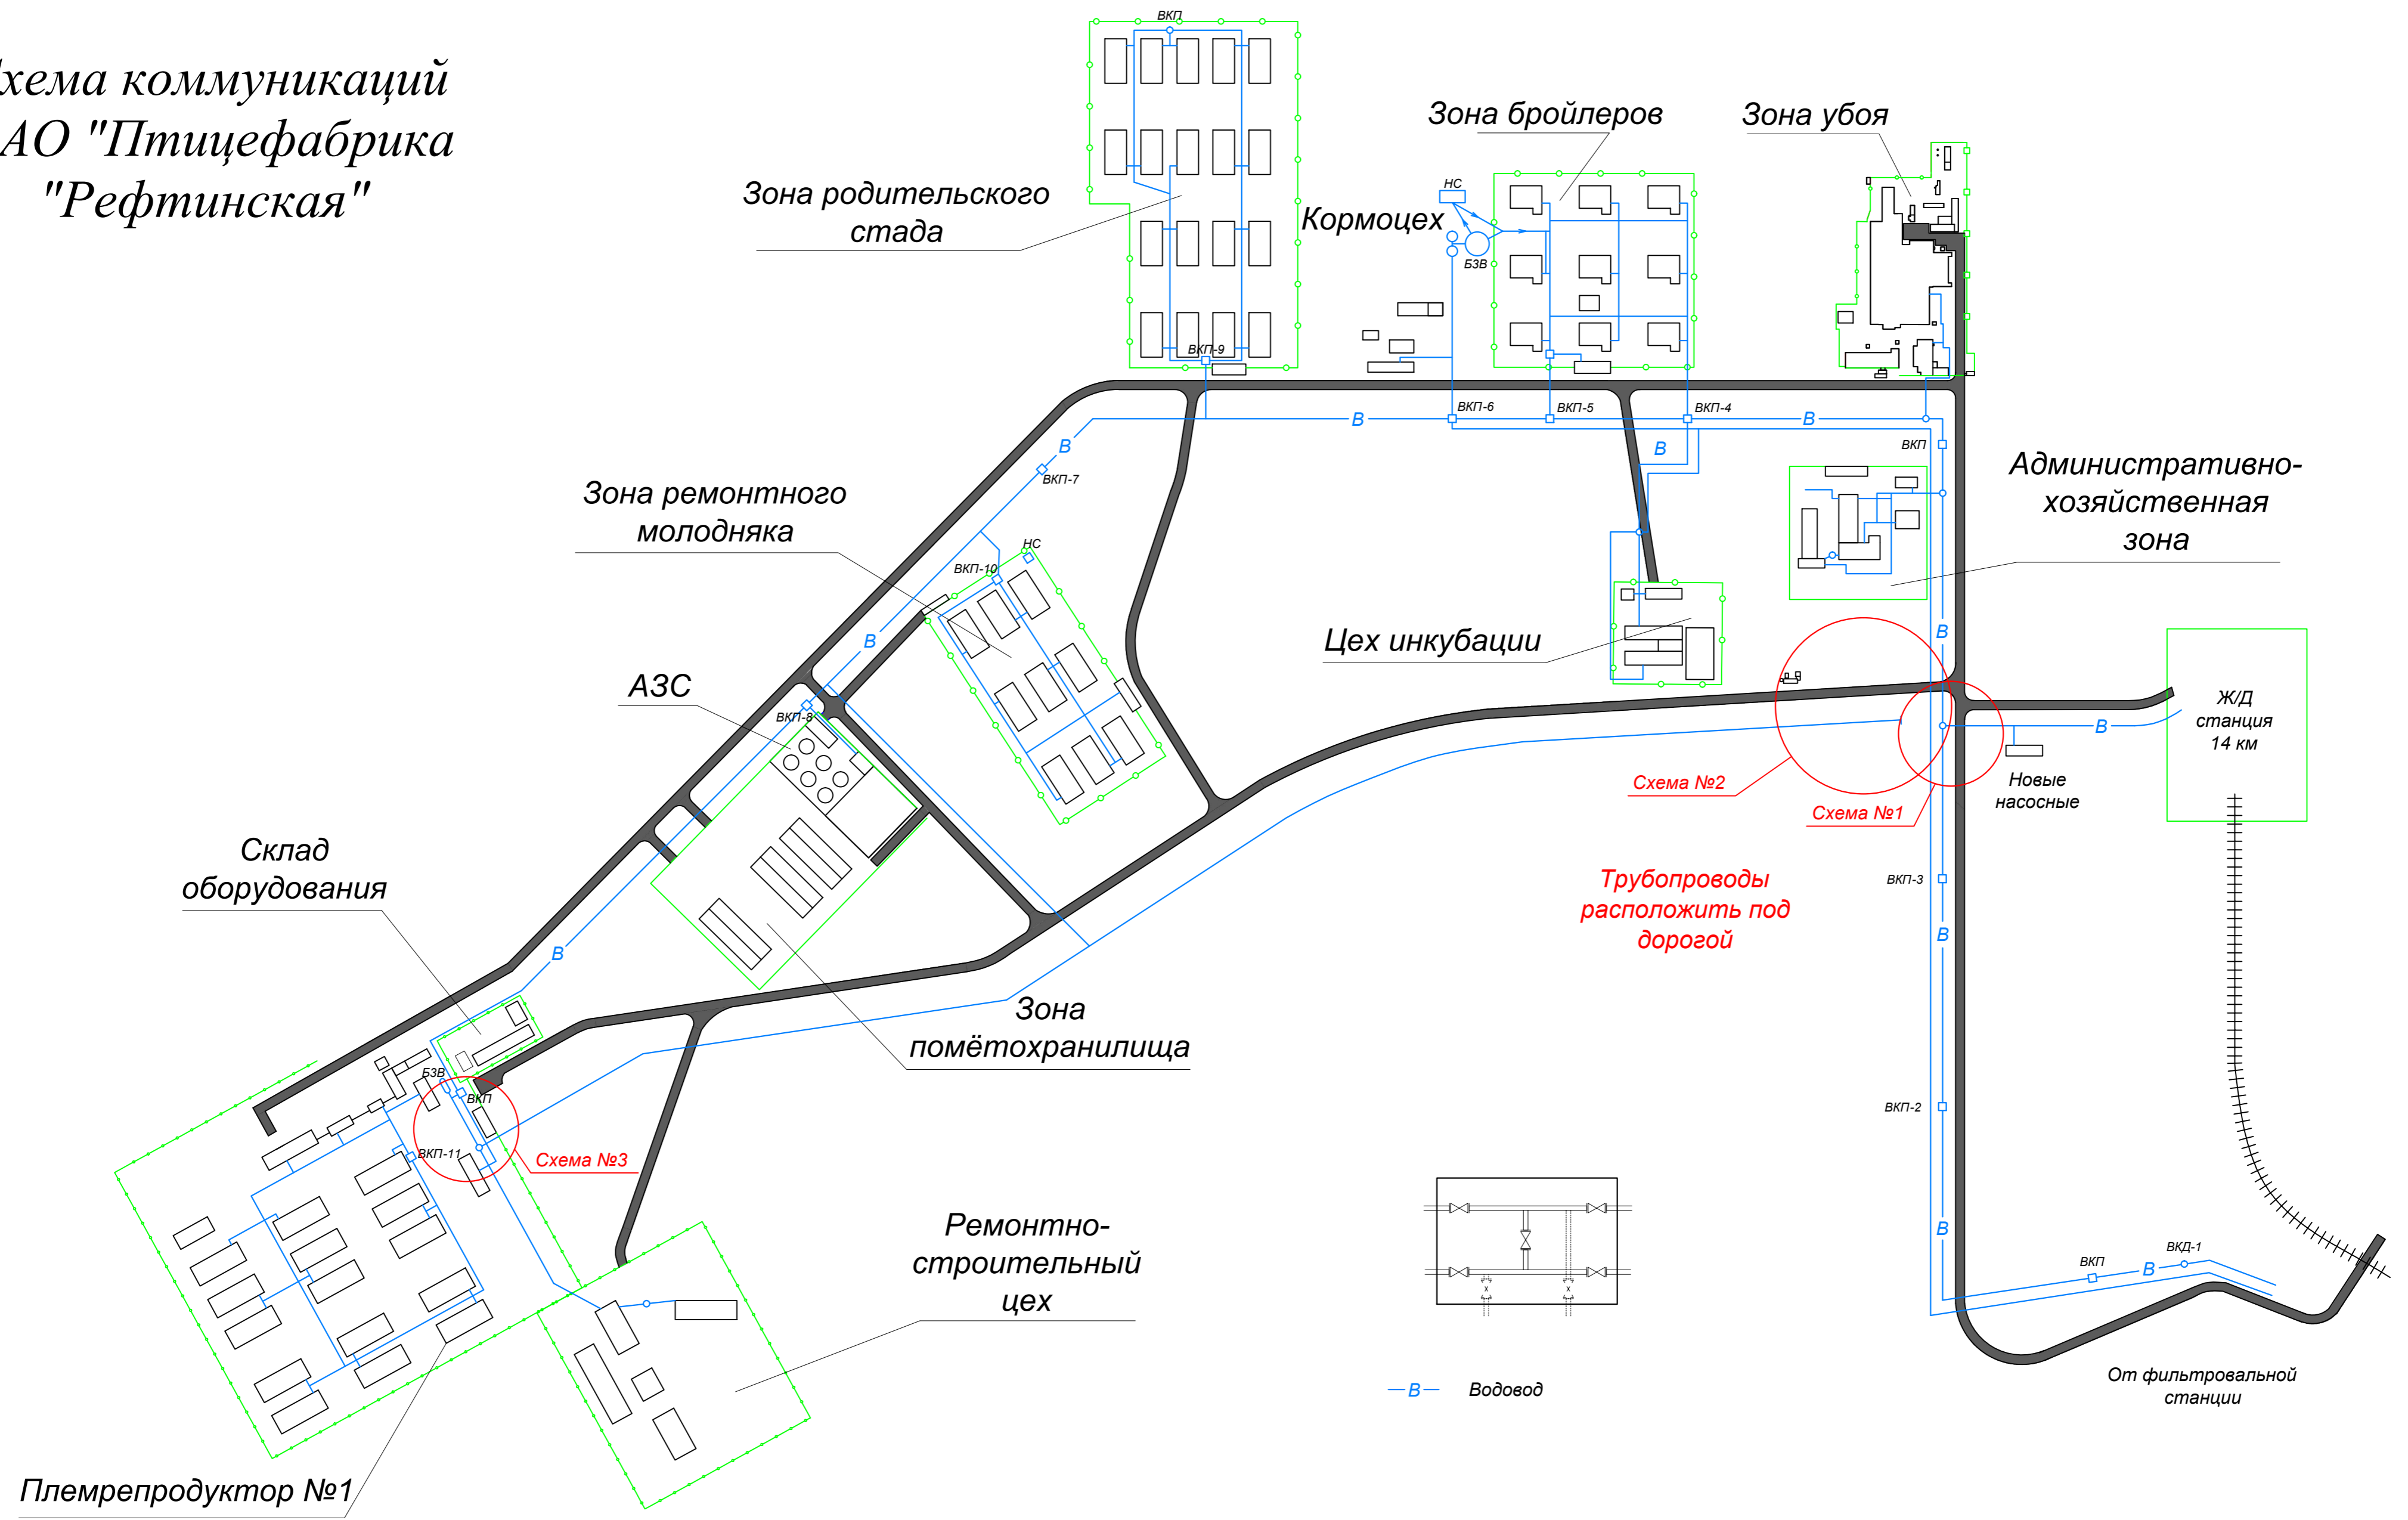 хема коммуникаций
АО "Птицефабрика
"Рефтинская"
ВКП
Зона бройлеров
Зона убоя
Зона родительского
стада
НС
Кормоцех
БЗВ
ВКП-9
ВКП-6
ВКП-5
ВКП-4
В
В
В
В
В
ВКП
ВКП-7
Административно-
хозяйственная
зона
Зона ремонтного
молодняка
НС
ВКП-10
В
В
Цех инкубации
АЗС
ВКП-8
Ж/Д
станция
14 км
В
Новые
насосные
Схема №2
Схема №1
Трубопроводы
расположить под
дорогой
ВКП-3
В
Склад
оборудования
В
Зона
помётохранилища
БЗВ
ВКП
ВКП-11
Схема №3
ВКП-2
Ремонтно-
строительный
цех
В
ВКП
В
ВКД-1
х
х
В
Водовод
От фильтровальной
станции
Племрепродуктор №1